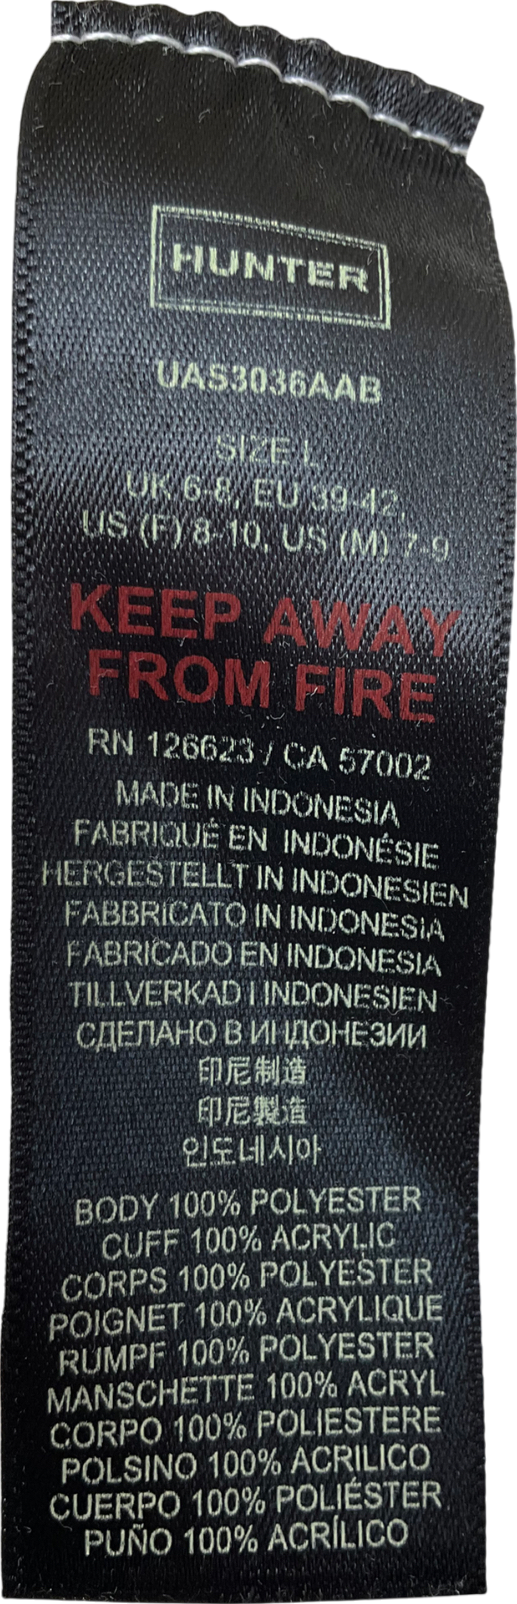 HUNTER
UAS3036AAB
SIZE L
UK 6-8, EU 39-42,
US (F) 8-10, US (M) 7-9
KEEP AWAY
FROM FIRE
RN 126623 / CA 57002
MADE IN INDONESIA
FABRIQUÉ EN INDONÉSIE
HERGESTELLT IN INDONESIEN
FABBRICATO IN INDONESIA
FABRICADO EN INDONESIA
TILLVERKAD I INDONESIEN
СДЕЛАНО В ИНДОНЕЗИИ
印尼制造
印尼製造
인도네시아
BODY 100% POLYESTER
CUFF 100% ACRYLIC
CORPS 100% POLYESTER
POIGNET 100% ACRYLIQUE
RUMPF 100% POLYESTER
MANSCHETTE 100% ACRYL
CORPO 100% POLIESTERE
POLSINO 100% ACRILICO
CUERPO 100% POLIÉSTER
PUÑO 100% ACRÍLICO